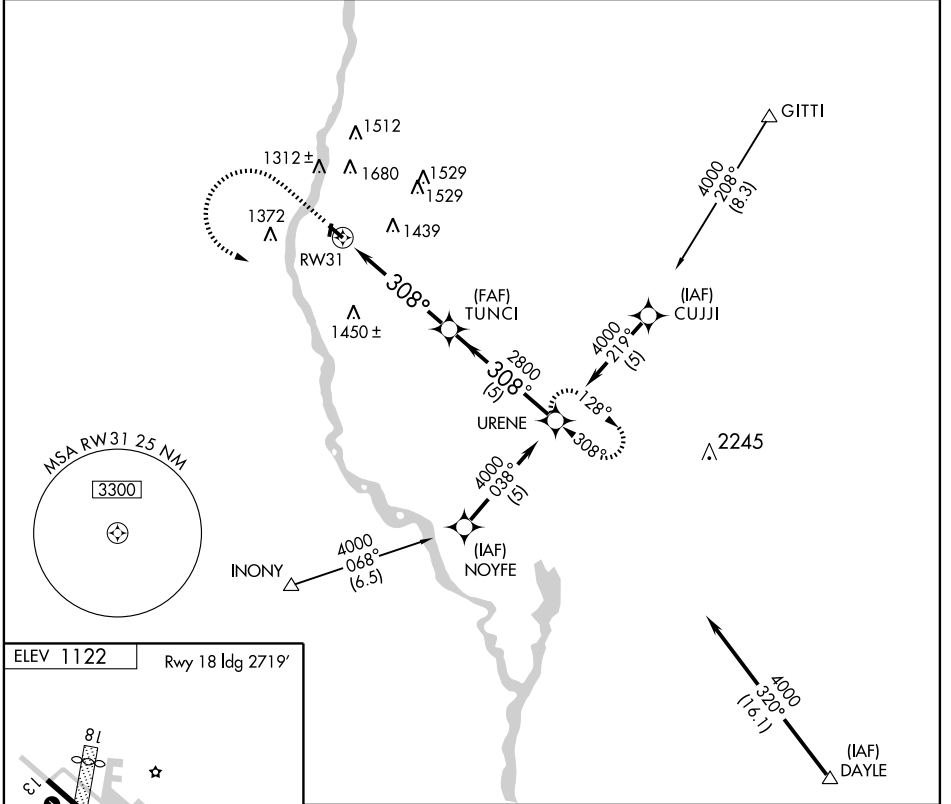 GITTI
4000
208°
(8.3)
1512
1312 ±
1680
1529
1529
1372
1439
RW31
308°
(FAF)
TUNCI
1450 ±
(IAF)
CUJJI
4000
219°
(5)
2800
308°
(5)
URENE
128°
308°
2245
MSA RW31 25 NM
3300
4000
038°
(5)
(IAF)
NOYFE
INONY
4000
068°
(6.5)
4000
320°
(16.1)
(IAF)
DAYLE
ELEV 1122
Rwy 18 ldg 2719'
18
13